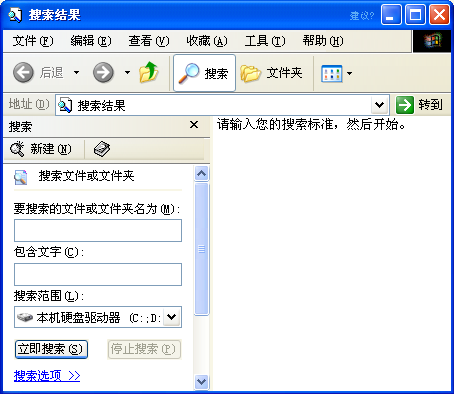 搜索结果 建议?
文件(F) 编辑(E) 查看(V) 收藏(A) 工具(T) 帮助(H)
后退 搜索 文件夹
地址(D) 搜索结果 转到
搜索
新建(N)
搜索文件或文件夹
要搜索的文件或文件夹名为(M):
包含文字(C):
搜索范围(L):
本机硬盘驱动器 (C:;D:
立即搜索(S) 停止搜索(P)
搜索选项 >>
请输入您的搜索标准，然后开始。